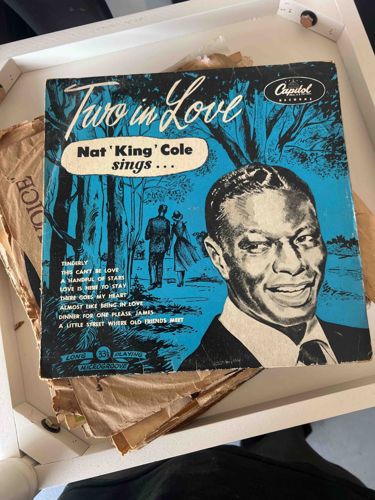 Two in Love
Capitol
RECORDS
Nat 'King' Cole
sings...
TENDERLY
THIS CAN'T BE LOVE
A HANDFUL OF STARS
LOVE IS HERE TO STAY
THERE GOES MY HEART
ALMOST LIKE BEING IN LOVE
DINNER FOR ONE PLEASE, JAMES
A LITTLE STREET WHERE OLD FRIENDS MEET
LONG 33⅓ PLAYING
MICROGROOVE